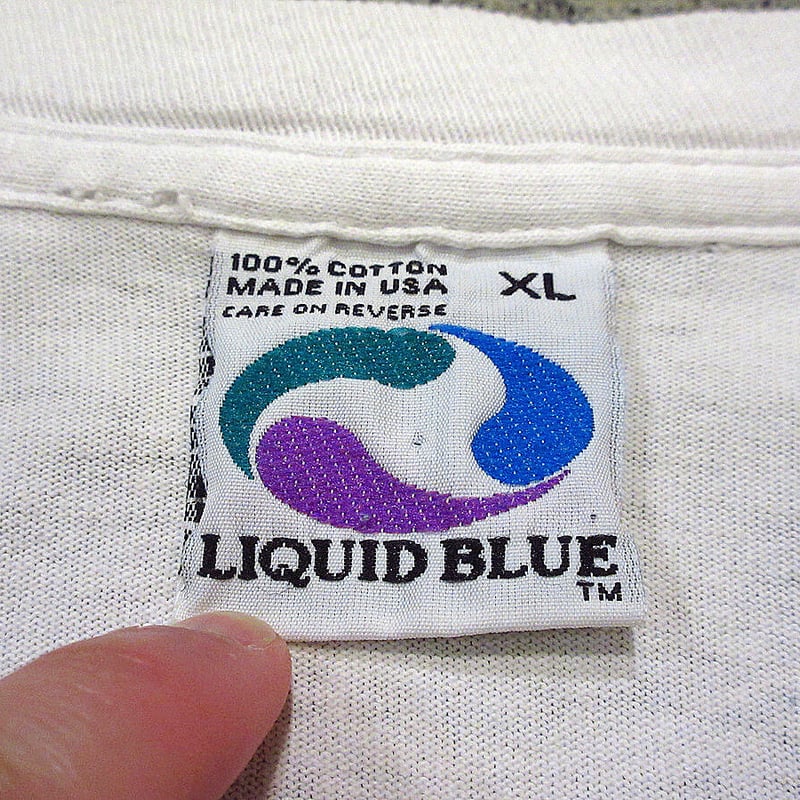 100% COTTON
MADE IN USA
CARE ON REVERSE
XL
LIQUID BLUE
TM